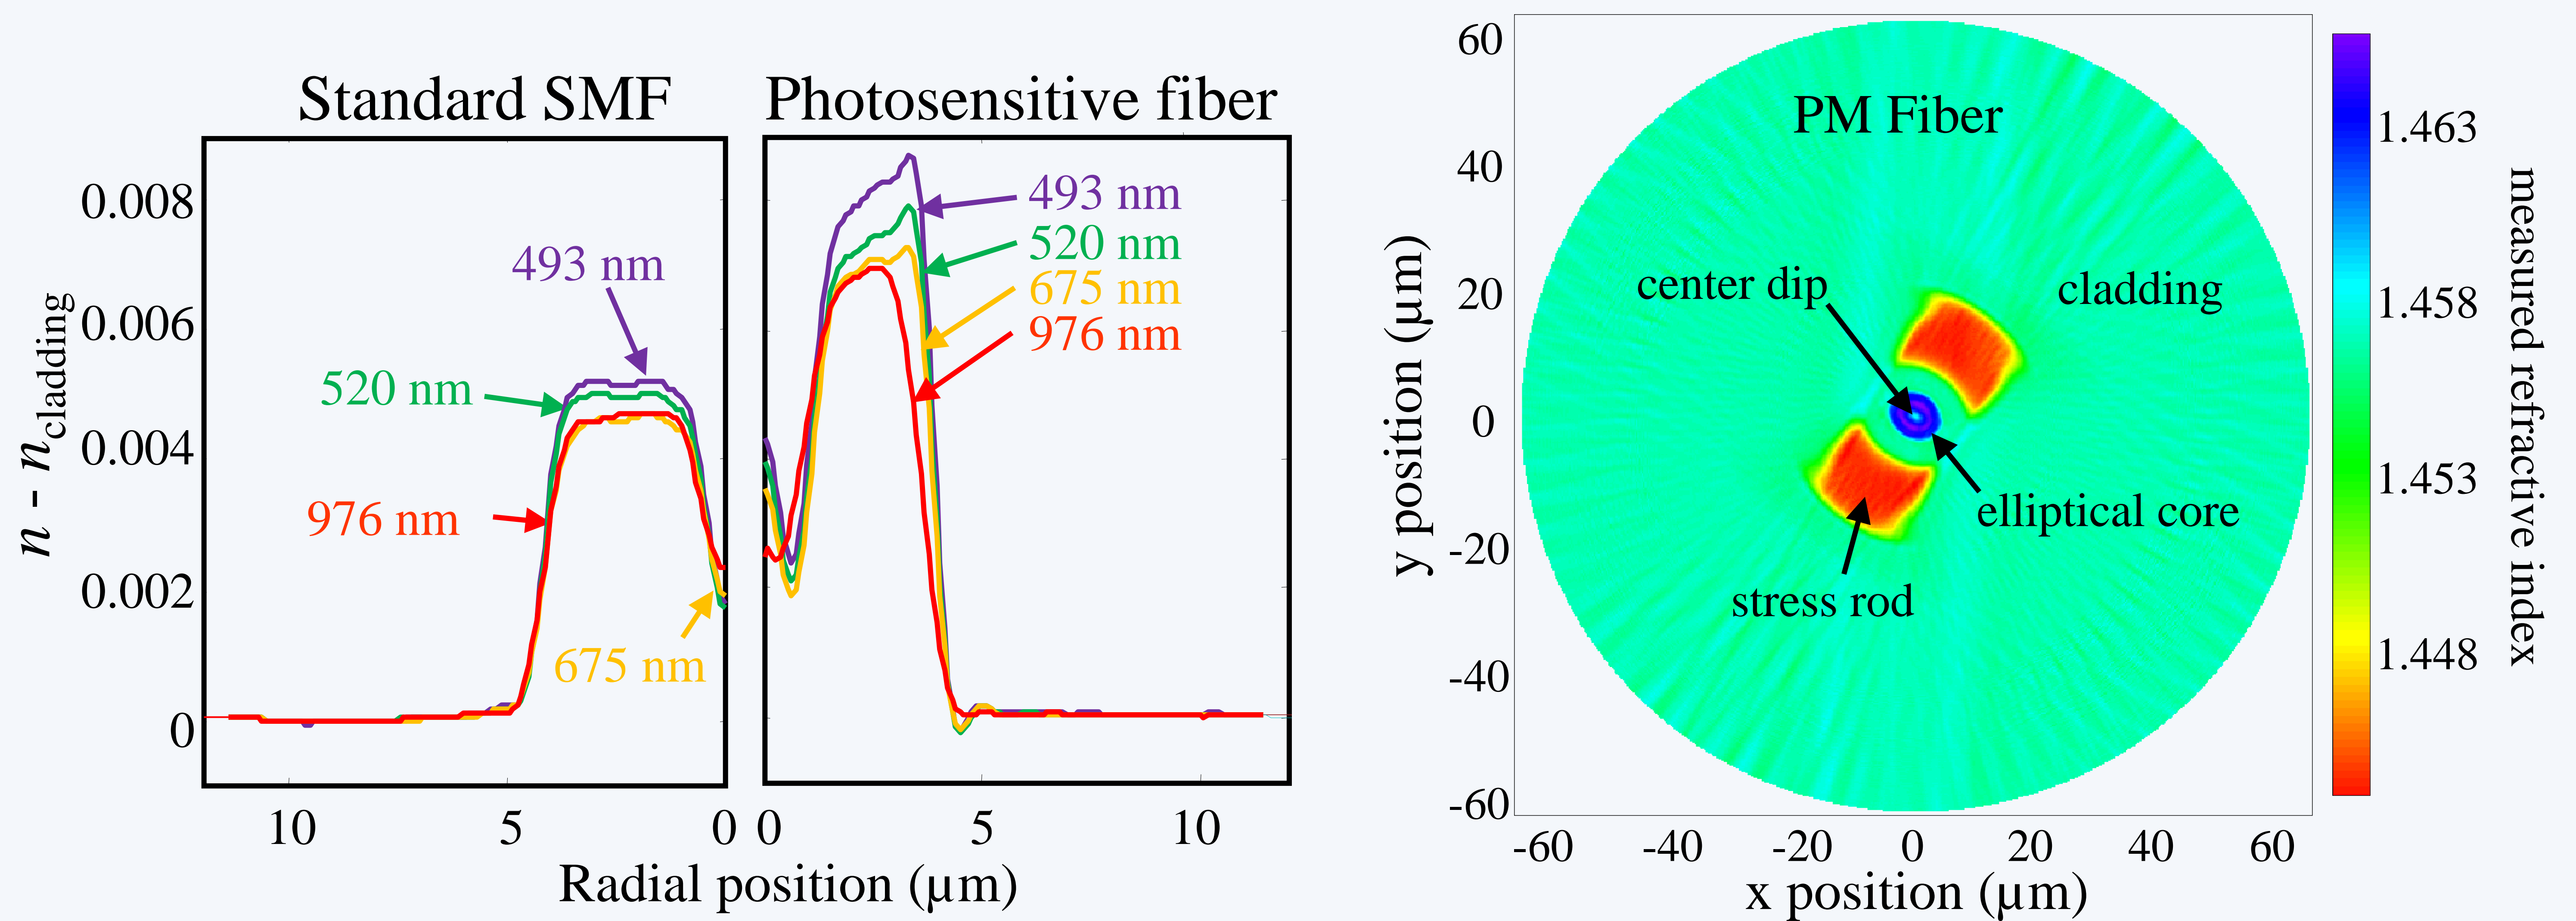 Standard SMF
Photosensitive fiber
n - ncladding
0.008
0.006
0.004
0.002
0
493 nm
520 nm
976 nm
675 nm
493 nm
520 nm
675 nm
976 nm
10
5
0
0
5
10
Radial position (µm)
PM Fiber
center dip
cladding
elliptical core
stress rod
y position (µm)
60
40
20
0
-20
-40
-60
-60
-40
-20
0
20
40
60
x position (µm)
1.463
1.458
1.453
1.448
measured refractive index